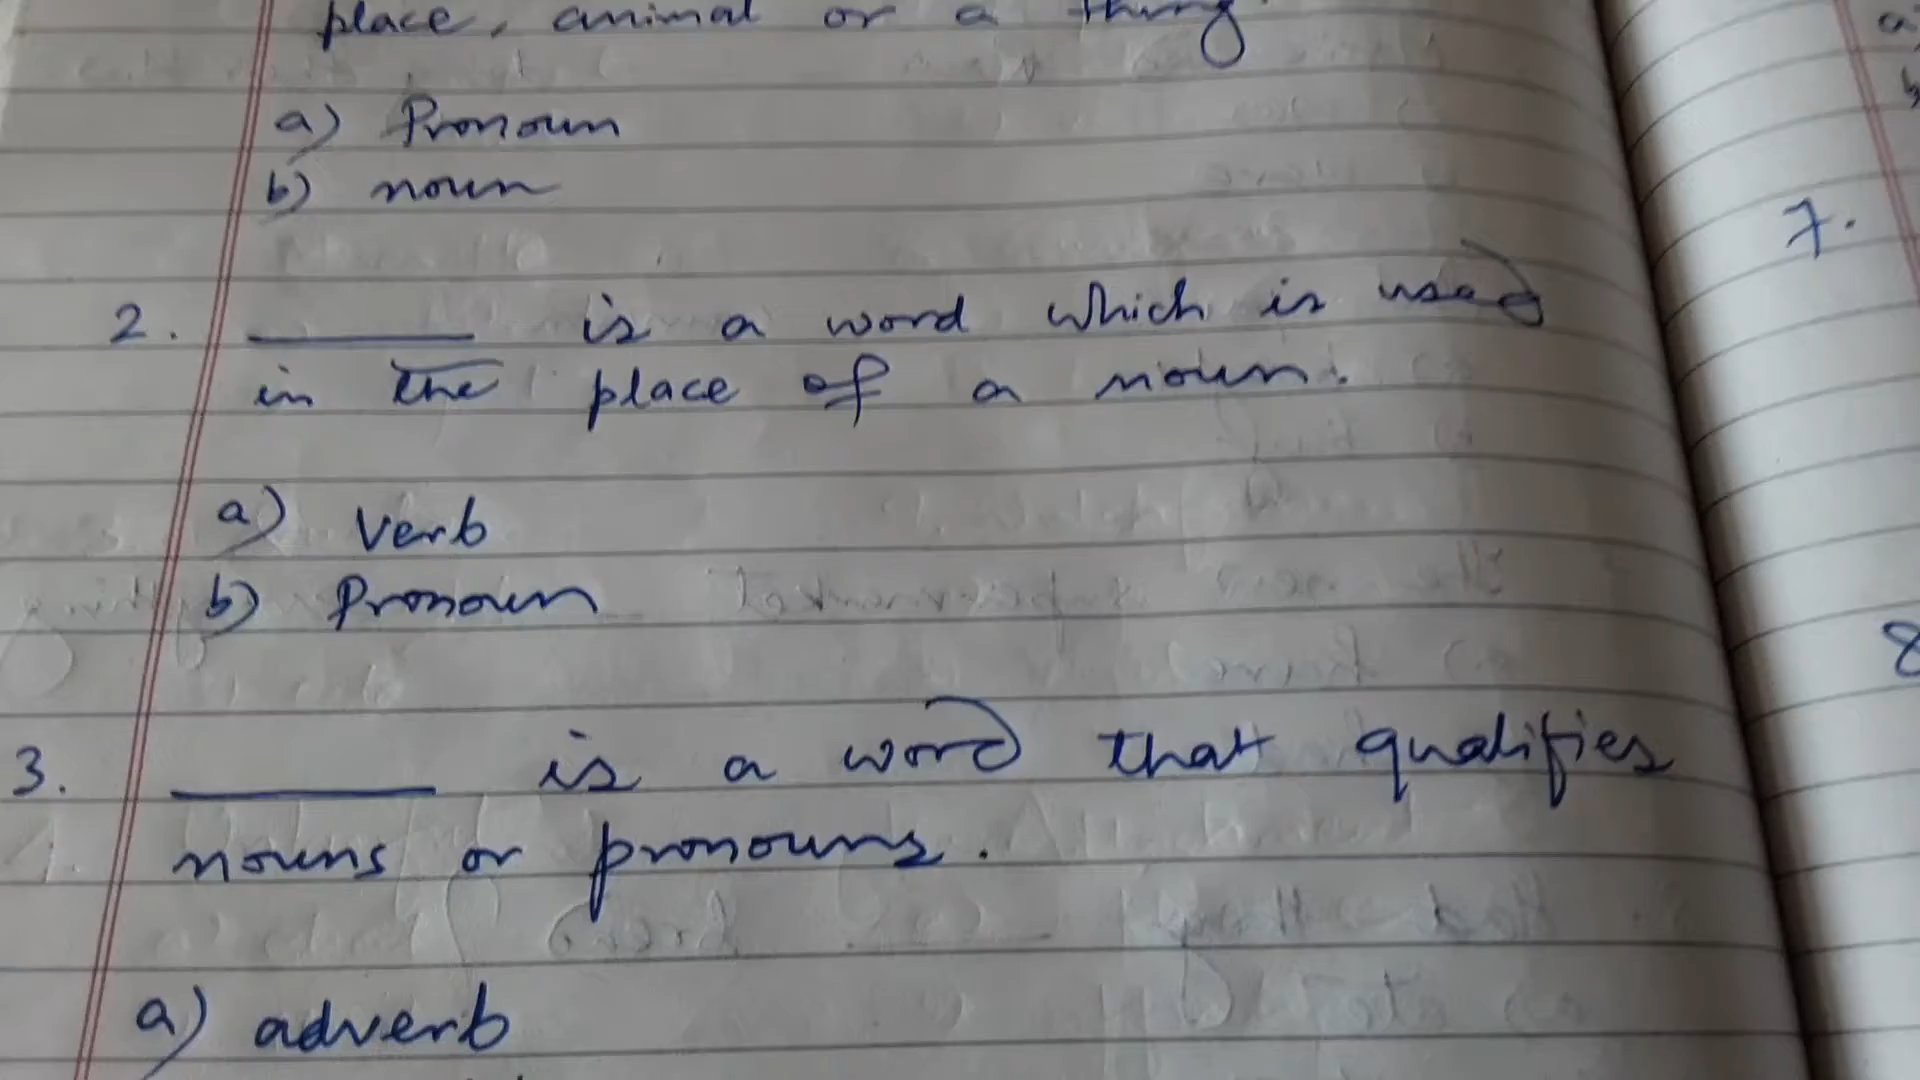 place, animal or a thing.
a) Pronoun
b) noun
2. ______ is a word which is used
in the place of a noun.
a) Verb
b) Pronoun
3. ______ is a word that qualifies
nouns or pronouns.
a) adverb
7.
8